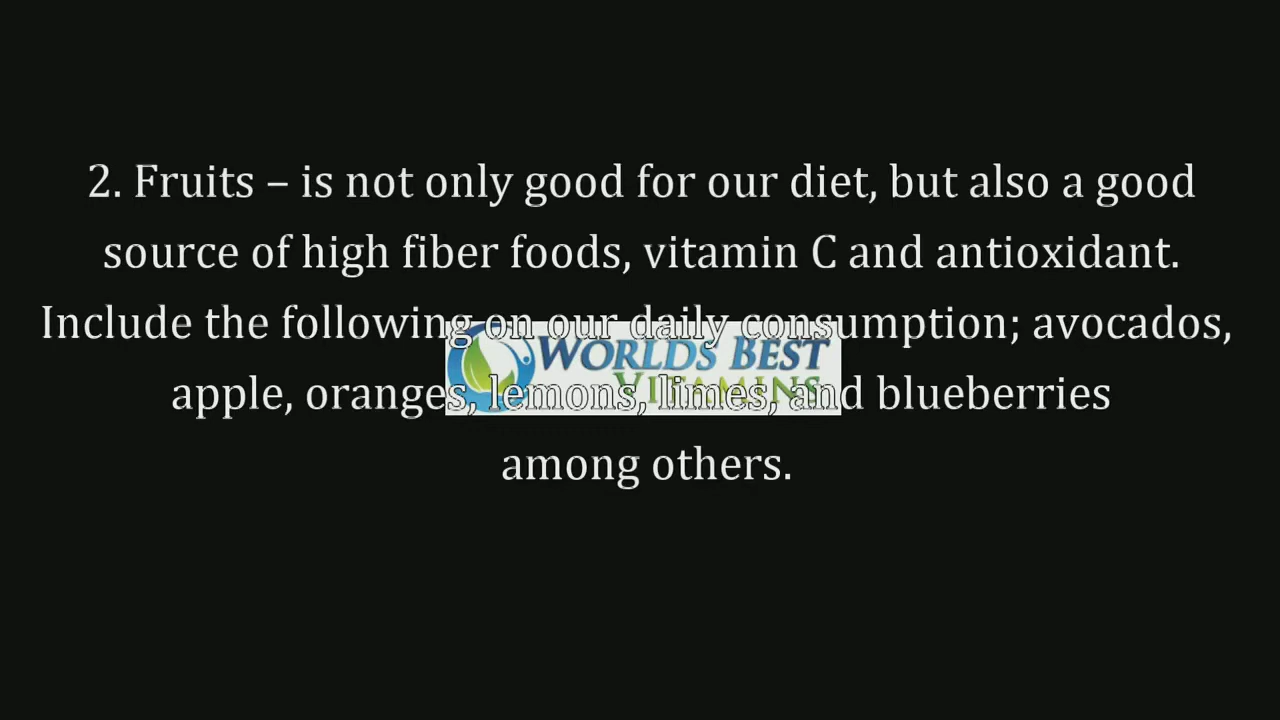 2. Fruits – is not only good for our diet, but also a good
source of high fiber foods, vitamin C and antioxidant.
Include the following on our daily consumption; avocados,
WORLDS BEST
VITAMINS
apple, oranges, lemons, limes, and blueberries
among others.